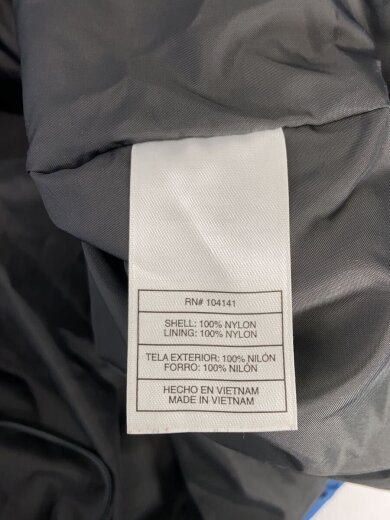 RN# 104141
SHELL: 100% NYLON
LINING: 100% NYLON
TELA EXTERIOR: 100% NILÓN
FORRO: 100% NILÓN
HECHO EN VIETNAM
MADE IN VIETNAM